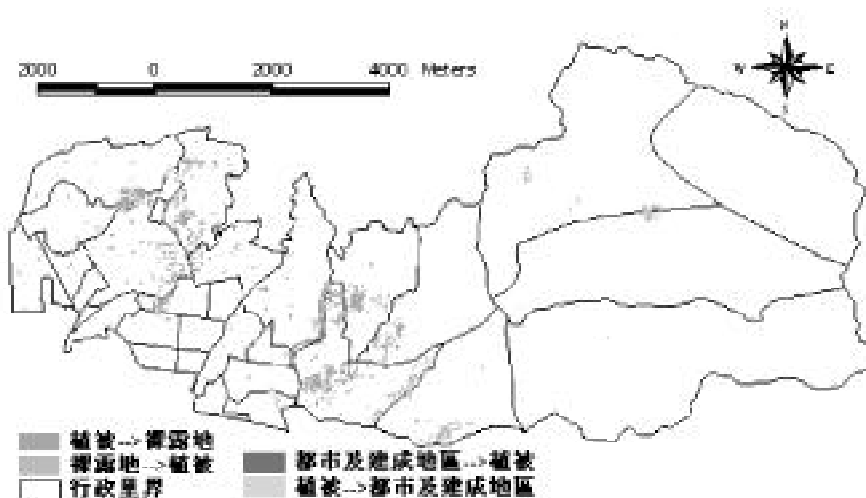 N
2000 0 2000 4000 Meters
W E
S
植被-->裸露地
裸露地-->植被
行政里界
都市及建成地區-->植被
植被-->都市及建成地區